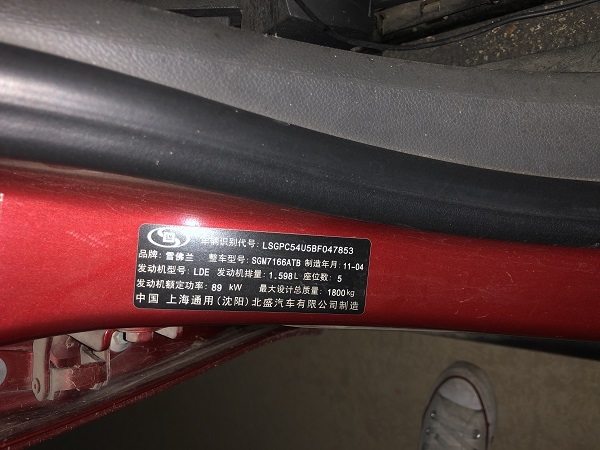 车辆识别代号: LSGPC54U5BF047853
品牌: 雪佛兰 整车型号: SGM7166ATB 制造年月: 11-04
发动机型号: LDE 发动机排量: 1.598L 座位数: 5
发动机额定功率: 89 kW 最大设计总质量: 1800kg
中国 上海通用(沈阳)北盛汽车有限公司制造